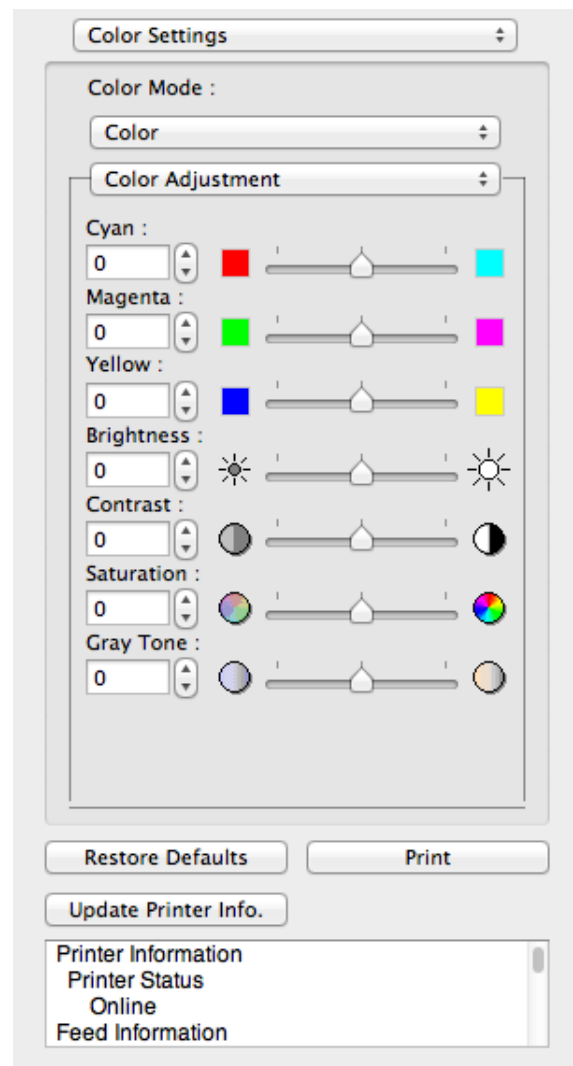 Color Settings
Color Mode :
Color
Color Adjustment
Cyan :
0
Magenta :
0
Yellow :
0
Brightness :
0
Contrast :
0
Saturation :
0
Gray Tone :
0
Restore Defaults
Print
Update Printer Info.
Printer Information
Printer Status
Online
Feed Information